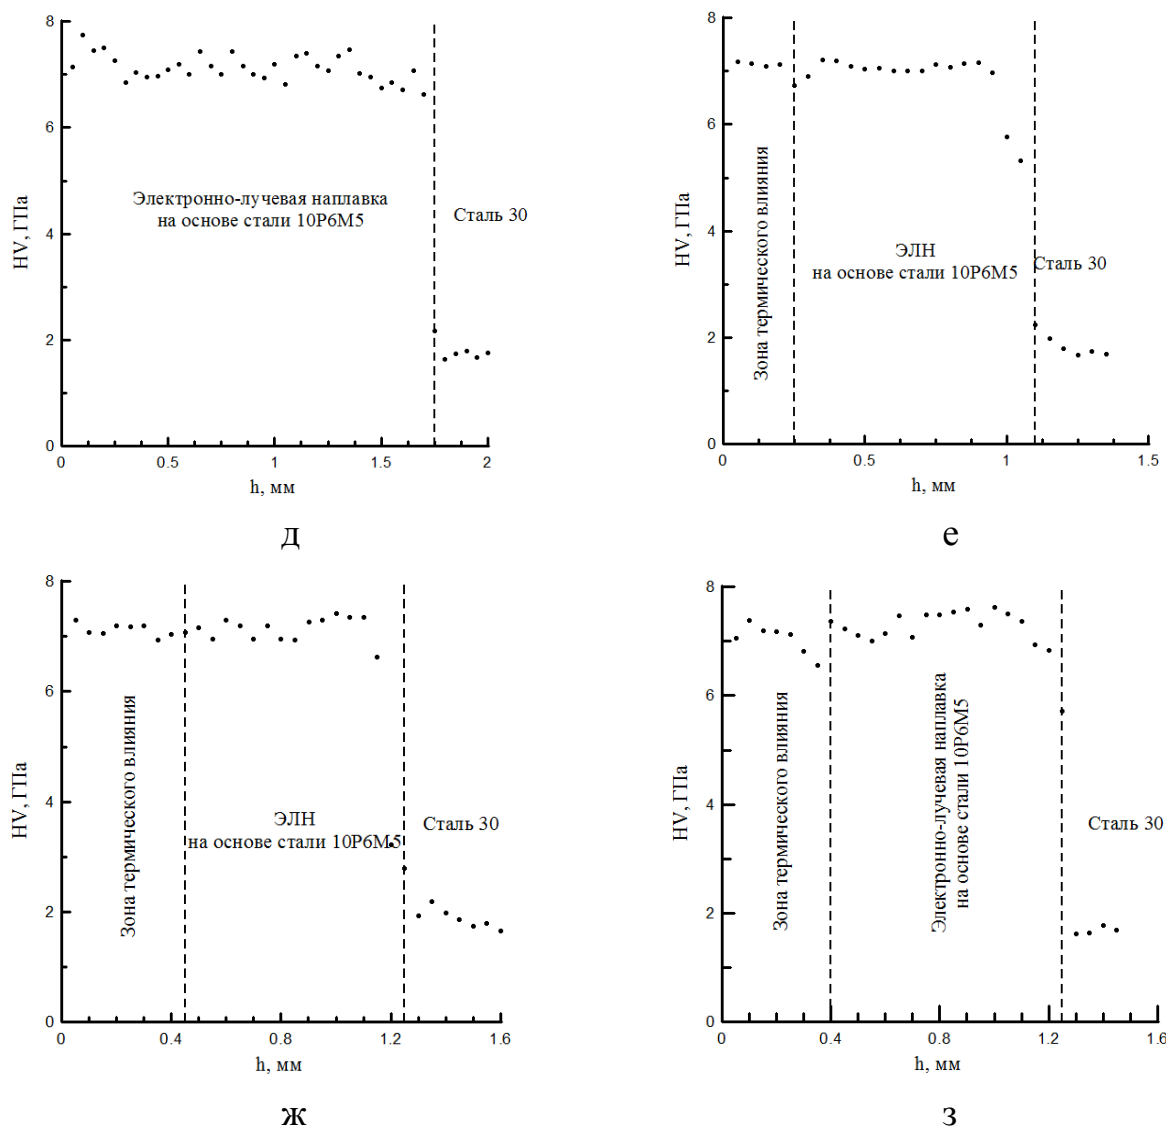 8
6
4
2
0
HV, ГПа
Электронно-лучевая наплавка
на основе стали 10Р6М5
Сталь 30
0
0.5
1
1.5
2
h, мм
д
8
6
4
2
0
HV, ГПа
Зона термического влияния
ЭЛН
на основе стали 10Р6М5
Сталь 30
0
0.5
1
1.5
h, мм
е
8
6
4
2
0
HV, ГПа
Зона термического влияния
ЭЛН
на основе стали 10Р6М5
Сталь 30
0
0.4
0.8
1.2
1.6
h, мм
ж
8
6
4
2
0
HV, ГПа
Зона термического влияния
Электронно-лучевая наплавка
на основе стали 10Р6М5
Сталь 30
0
0.4
0.8
1.2
1.6
h, мм
з